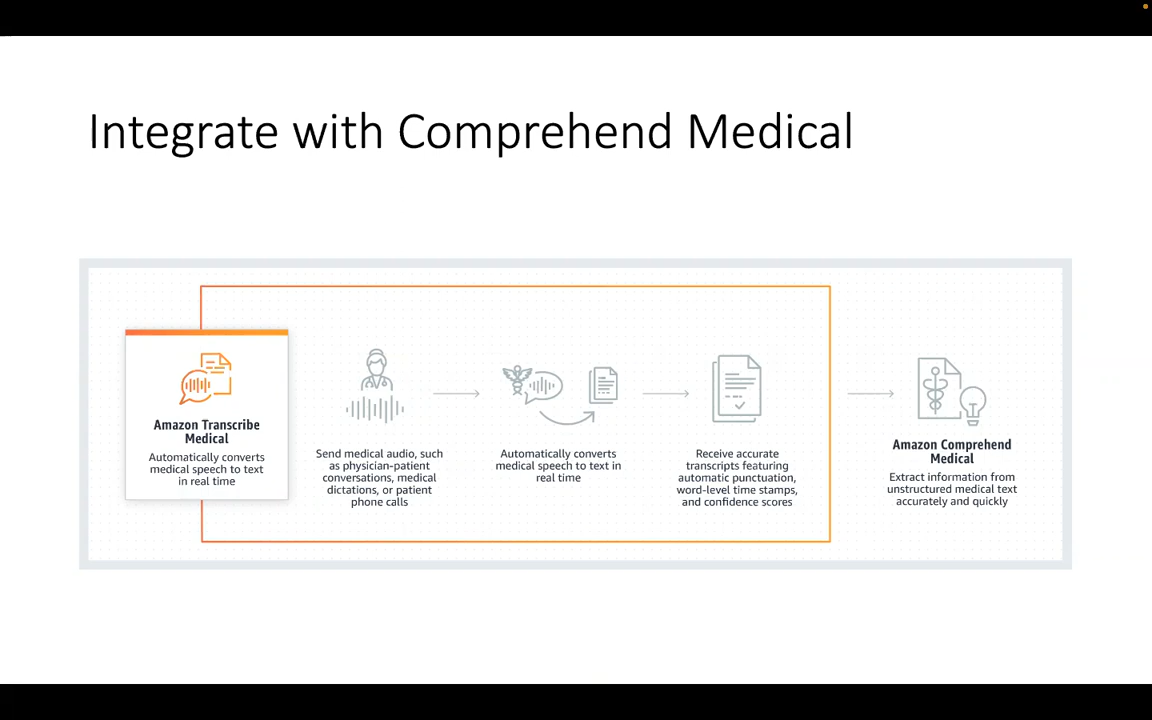 Integrate with Comprehend Medical
Amazon Transcribe
Medical
Automatically converts
medical speech to text
in real time
Send medical audio, such
as physician-patient
conversations, medical
dictations, or patient
phone calls
Automatically converts
medical speech to text in
real time
Receive accurate
transcripts featuring
automatic punctuation,
word-level time stamps,
and confidence scores
Amazon Comprehend
Medical
Extract information from
unstructured medical text
accurately and quickly